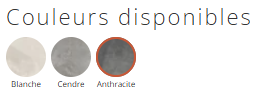 Couleurs disponibles
Blanche Cendre Anthracite